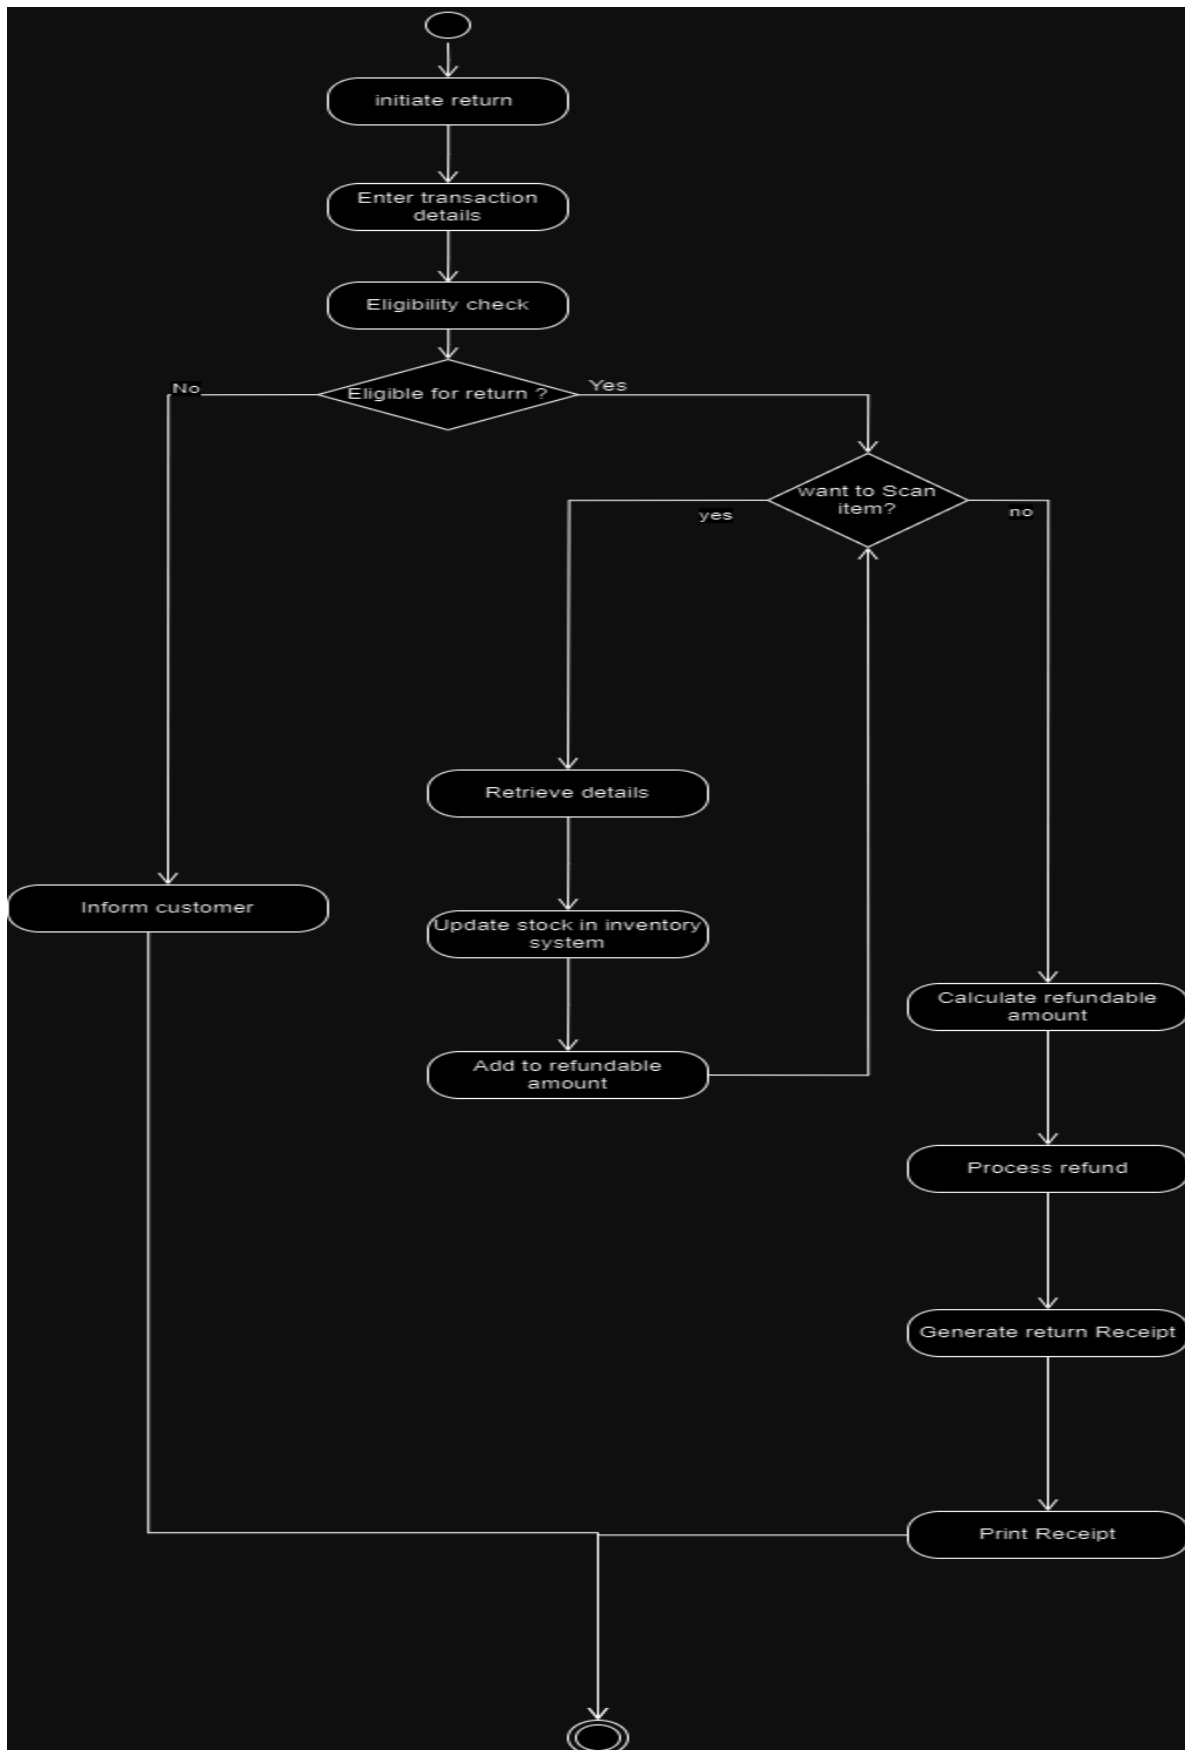 initiate return
Enter transaction
details
Eligibility check
Eligible for return ?
No
Yes
want to Scan
item?
yes
no
Retrieve details
Inform customer
Update stock in inventory
system
Calculate refundable
amount
Add to refundable
amount
Process refund
Generate return Receipt
Print Receipt